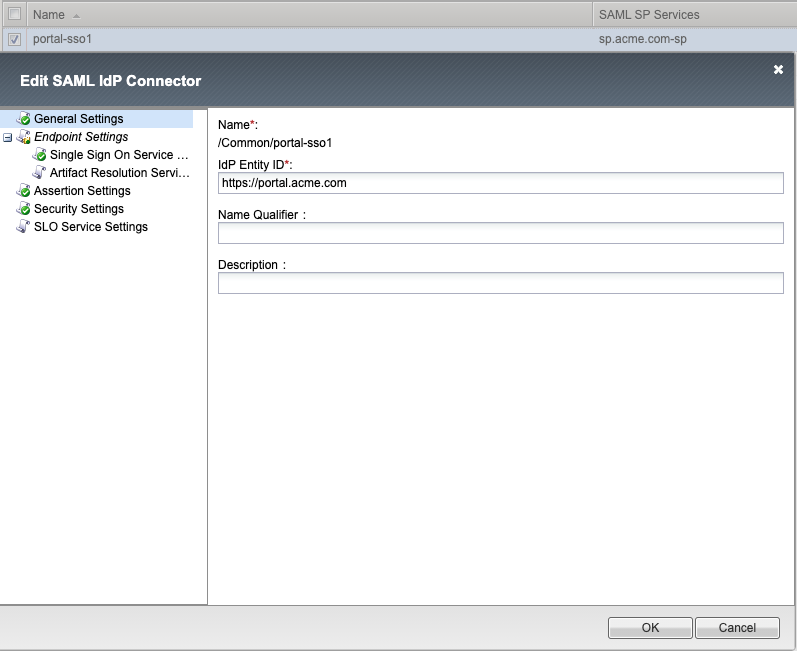 Name SAML SP Services
portal-sso1 sp.acme.com-sp
Edit SAML IdP Connector
General Settings
Endpoint Settings
Single Sign On Service ...
Artifact Resolution Servi...
Assertion Settings
Security Settings
SLO Service Settings
Name*:
/Common/portal-sso1
IdP Entity ID*:
https://portal.acme.com
Name Qualifier :
Description :
OK Cancel